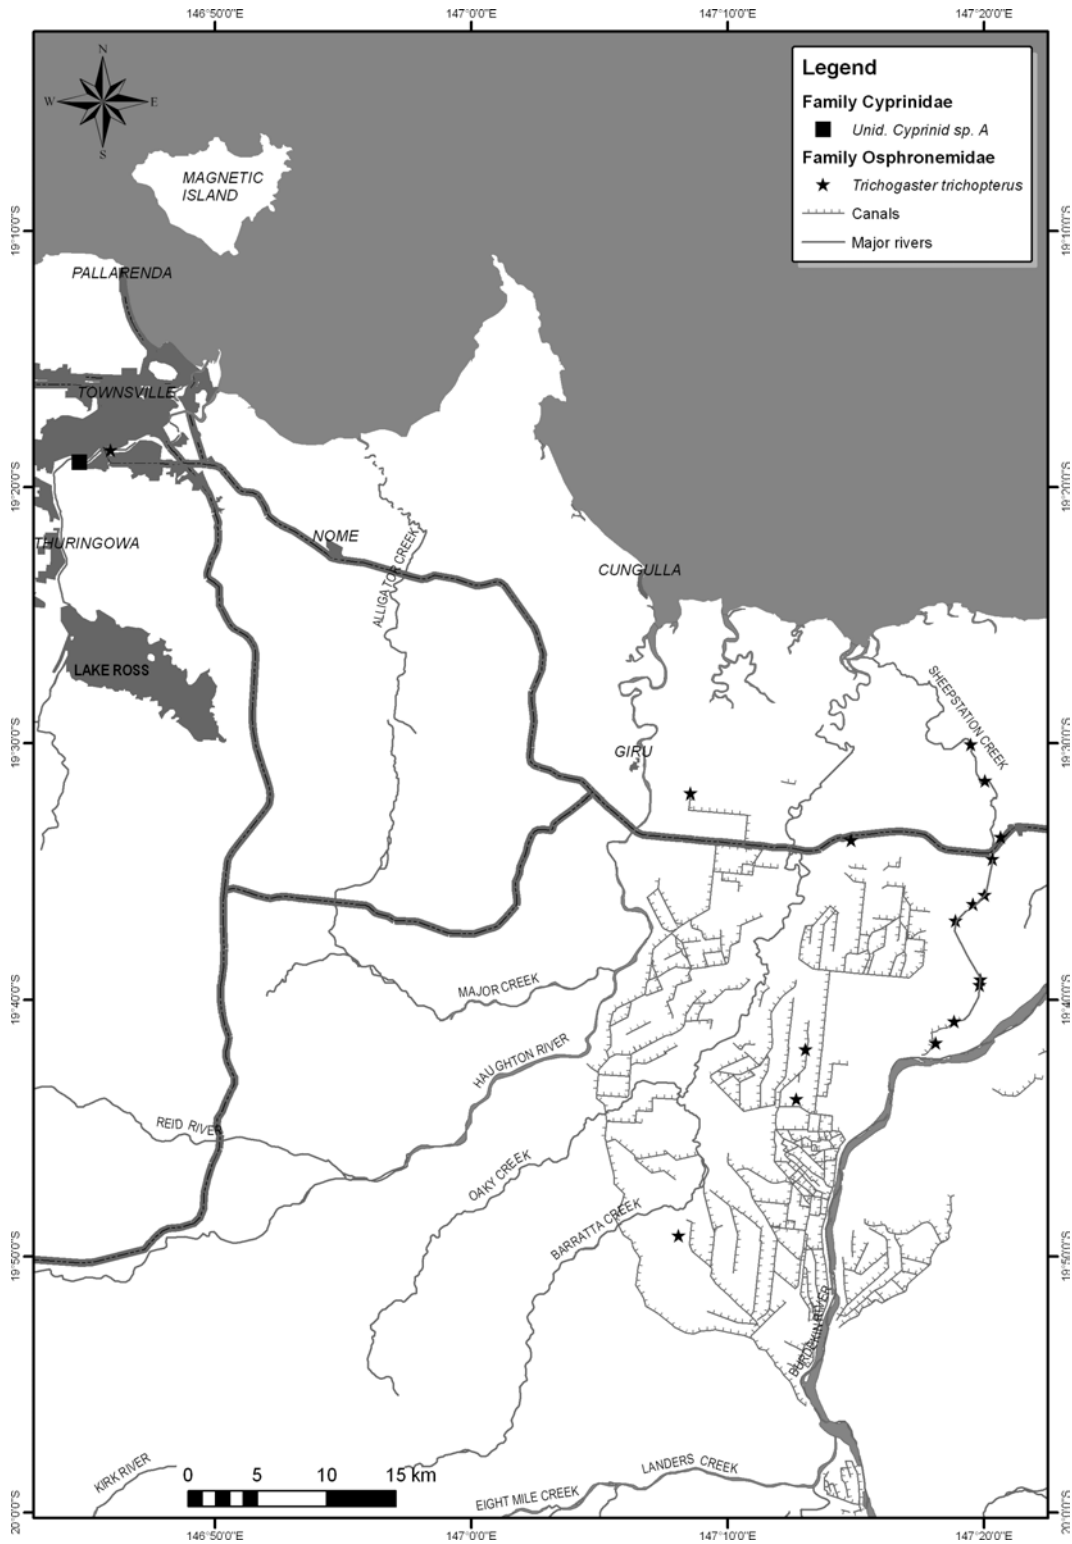 146°50'0"E
147°0'0"E
147°10'0"E
147°20'0"E
N
W
E
S
Legend
Family Cyprinidae
Unid. Cyprinid sp. A
Family Osphronemidae
Trichogaster trichopterus
Canals
Major rivers
MAGNETIC
ISLAND
19°10'0"S
19°10'0"S
PALLARENDA
TOWNSVILLE
19°20'0"S
19°20'0"S
NOME
THURINGOWA
ALLIGATOR CREEK
CUNGULLA
LAKE ROSS
SHEEPSTATION CREEK
19°30'0"S
19°30'0"S
GIRU
MAJOR CREEK
19°40'0"S
19°40'0"S
HAUGHTON RIVER
REID RIVER
OAKY CREEK
BARRATTA CREEK
19°50'0"S
19°50'0"S
BURDEKIN RIVER
KIRK RIVER
LANDERS CREEK
EIGHT MILE CREEK
0 5 10 15 km
20°0'0"S
20°0'0"S
146°50'0"E
147°0'0"E
147°10'0"E
147°20'0"E